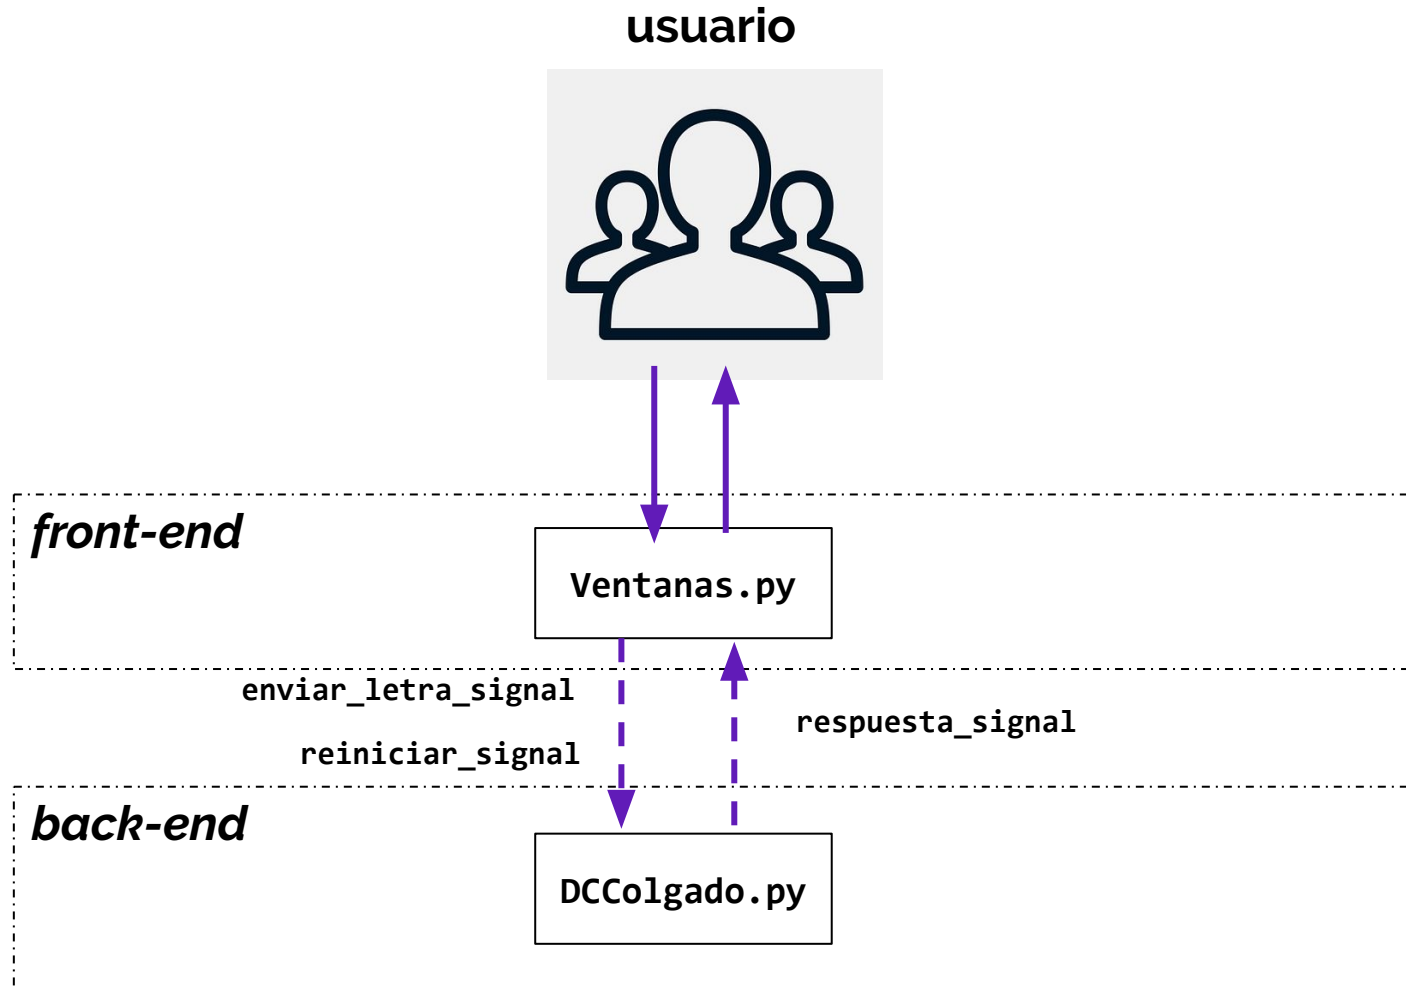 usuario
front-end
Ventanas.py
enviar_letra_signal
respuesta_signal
reiniciar_signal
back-end
DCColgado.py